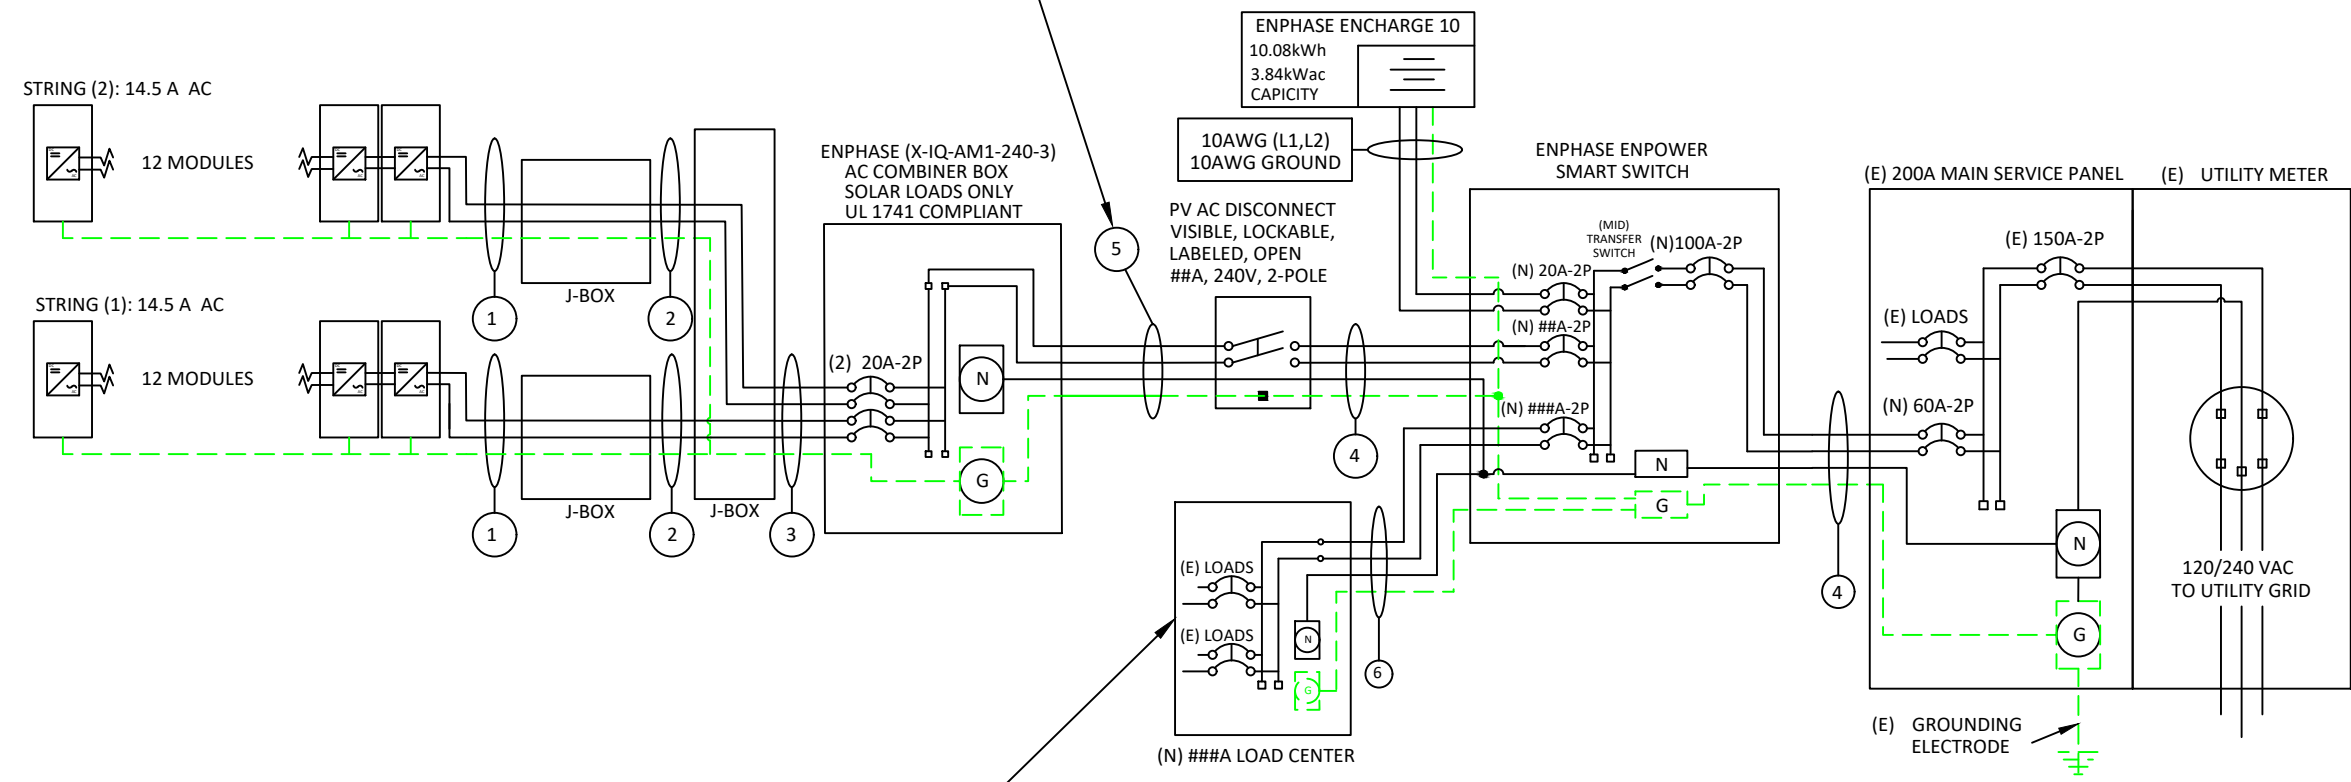 STRING (2): 14.5 A  AC
12 MODULES
STRING (1): 14.5 A  AC
12 MODULES
1
J-BOX
2
1
J-BOX
2
J-BOX
3
ENPHASE (X-IQ-AM1-240-3)
AC COMBINER BOX
SOLAR LOADS ONLY
UL 1741 COMPLIANT
(2)  20A-2P
N
G
5
ENPHASE ENCHARGE 10
10.08kWh
3.84kWac
CAPICITY
10AWG (L1,L2)
10AWG GROUND
PV AC DISCONNECT
VISIBLE, LOCKABLE,
LABELED, OPEN
##A, 240V, 2-POLE
4
ENPHASE ENPOWER
SMART SWITCH
(MID)
TRANSFER
SWITCH
(N)100A-2P
(N) 20A-2P
(N) ##A-2P
(N) ###A-2P
N
G
(E) LOADS
(E) LOADS
N
G
6
(N) ###A LOAD CENTER
4
(E) 200A MAIN SERVICE PANEL
(E) 150A-2P
(E) LOADS
(N) 60A-2P
N
G
(E)   GROUNDING
ELECTRODE
(E)   UTILITY METER
120/240 VAC
TO UTILITY GRID